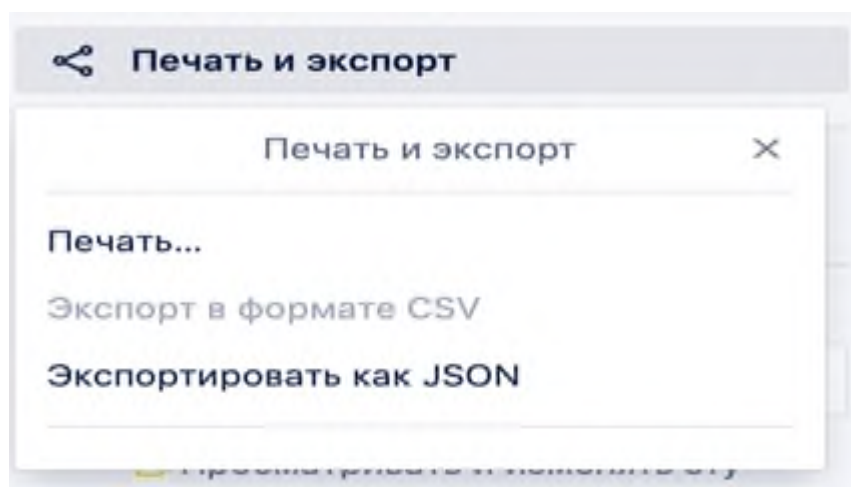 Печать и экспорт
Печать и экспорт
Печать...
Экспорт в формате CSV
Экспортировать как JSON